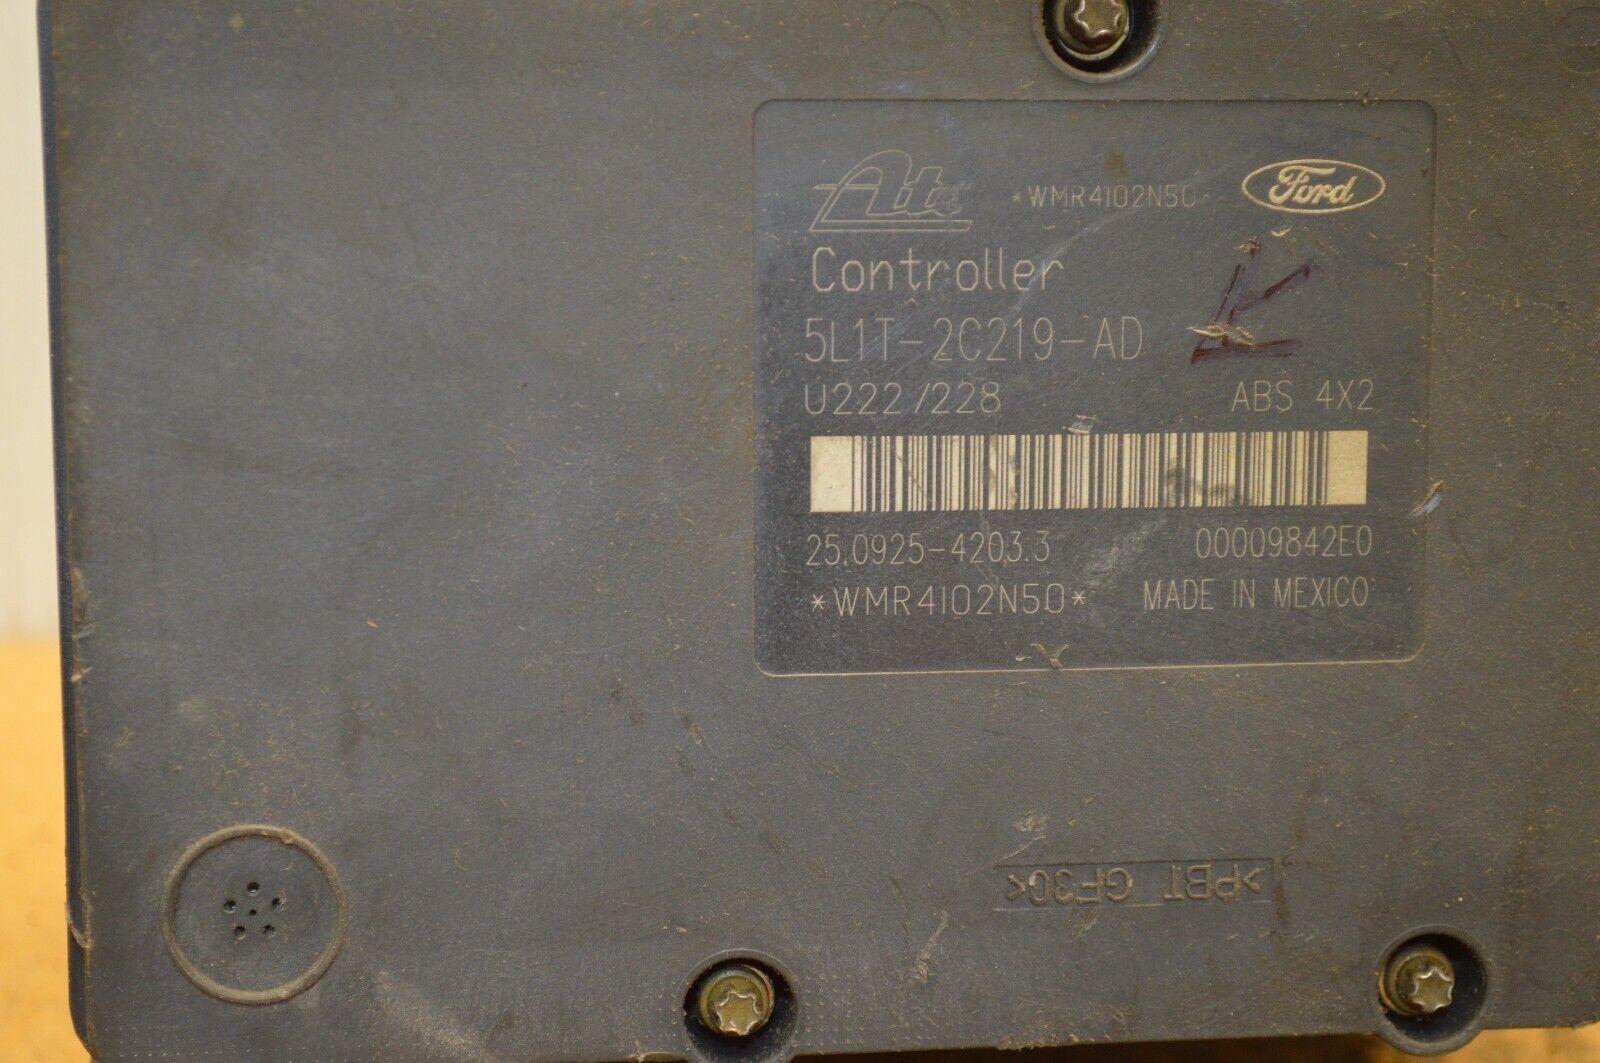 Ate *WMR4102N50* Ford
Controller
5L1T-2C219-AD
U222/228 ABS 4X2
25.0925-4203.3 00009842E0
*WMR4102N50* MADE IN MEXICO
>PBT GF30<